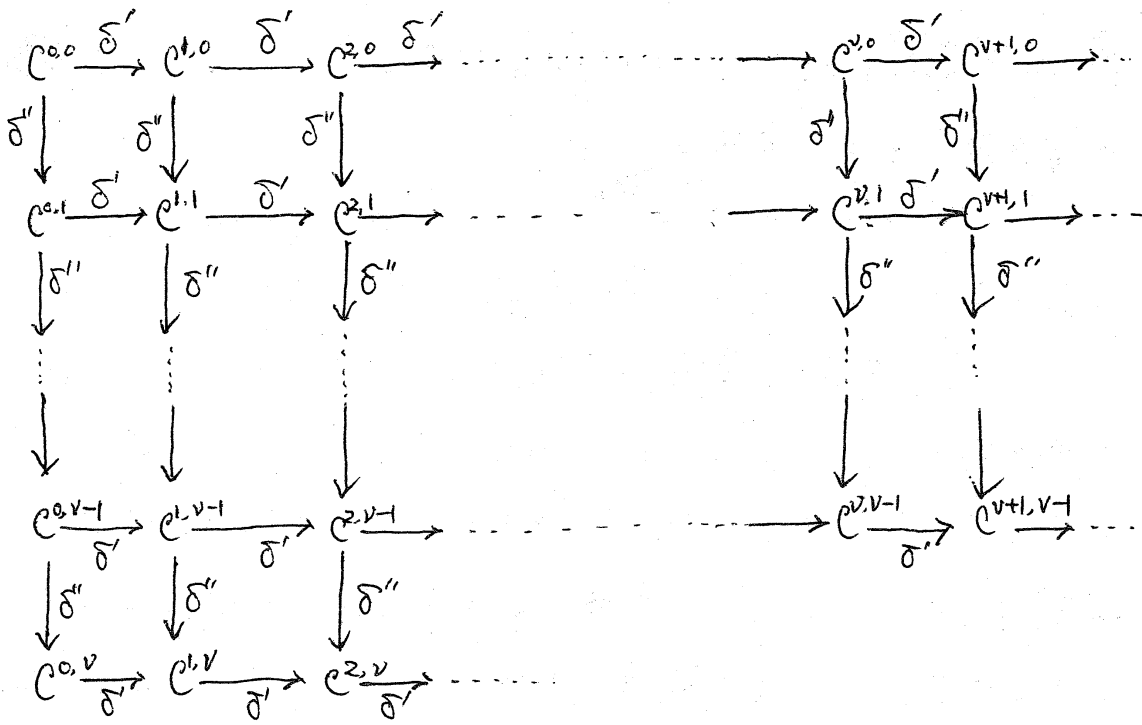 δ' δ' δ' δ'
C^{0,0} C^{1,0} C^{2,0} C^{ν,0} C^{ν+1,0}
δ'' δ'' δ'' δ' δ''
δ' δ' δ'
C^{0,1} C^{1,1} C^{2,1} C^{ν,1} C^{ν+1,1}
δ'' δ'' δ'' δ'' δ''
C^{0,ν-1} C^{1,ν-1} C^{2,ν-1} C^{ν,ν-1} C^{ν+1,ν-1}
δ' δ' δ'
δ'' δ'' δ''
C^{0,ν} C^{1,ν} C^{2,ν}
δ' δ' δ'